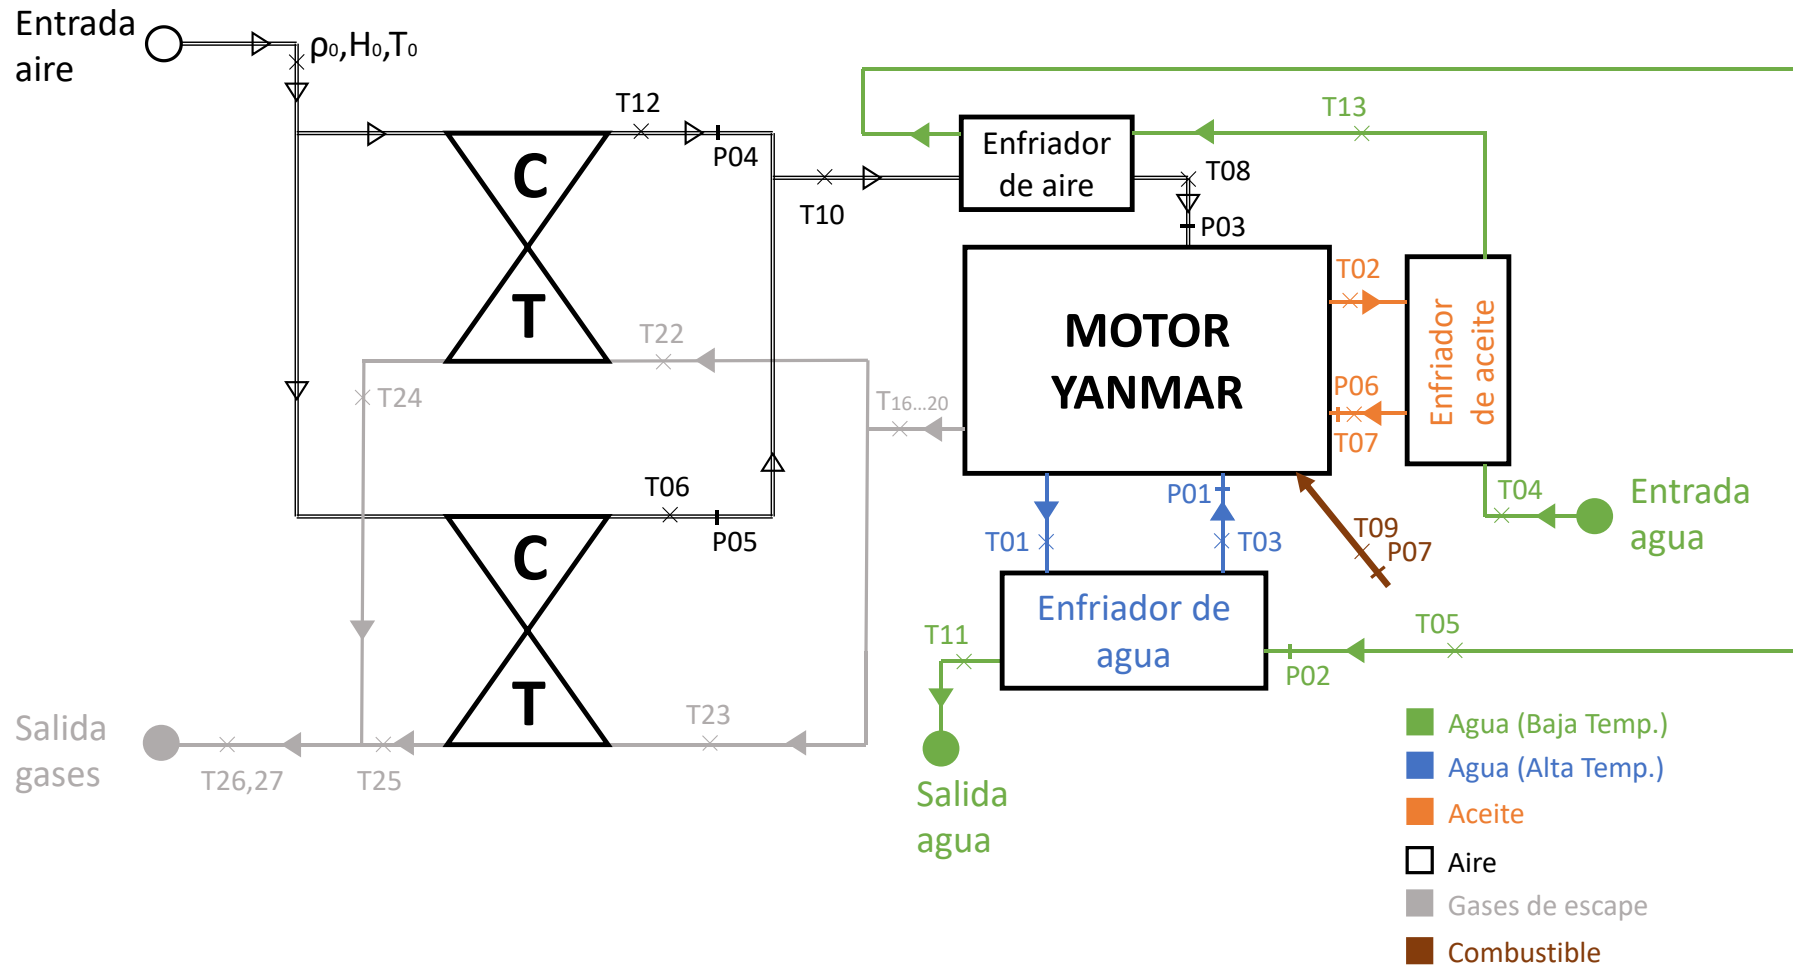 Entrada
aire
ρ₀,H₀,T₀
T12
P04
T10
C
T
T22
T24
T16...20
T06
P05
C
T
T23
T25
T26,27
Salida
gases
T13
Enfriador
de aire
T08
P03
MOTOR
YANMAR
T02
P06
T07
Enfriador
de aceite
T04
Entrada
agua
P01
T01
T03
T09
P07
Enfriador de
agua
T11
T05
P02
Salida
agua
Agua (Baja Temp.)
Agua (Alta Temp.)
Aceite
Aire
Gases de escape
Combustible